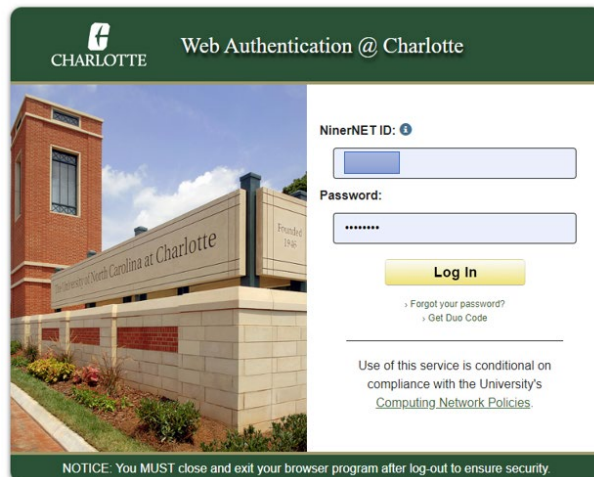 CHARLOTTE
Web Authentication @ Charlotte
NinerNET ID:
Password:
••••••••
Log In
› Forgot your password?
› Get Duo Code
Use of this service is conditional on
compliance with the University's
Computing Network Policies.
The University of North Carolina at Charlotte
Founded
1946
NOTICE: You MUST close and exit your browser program after log-out to ensure security.